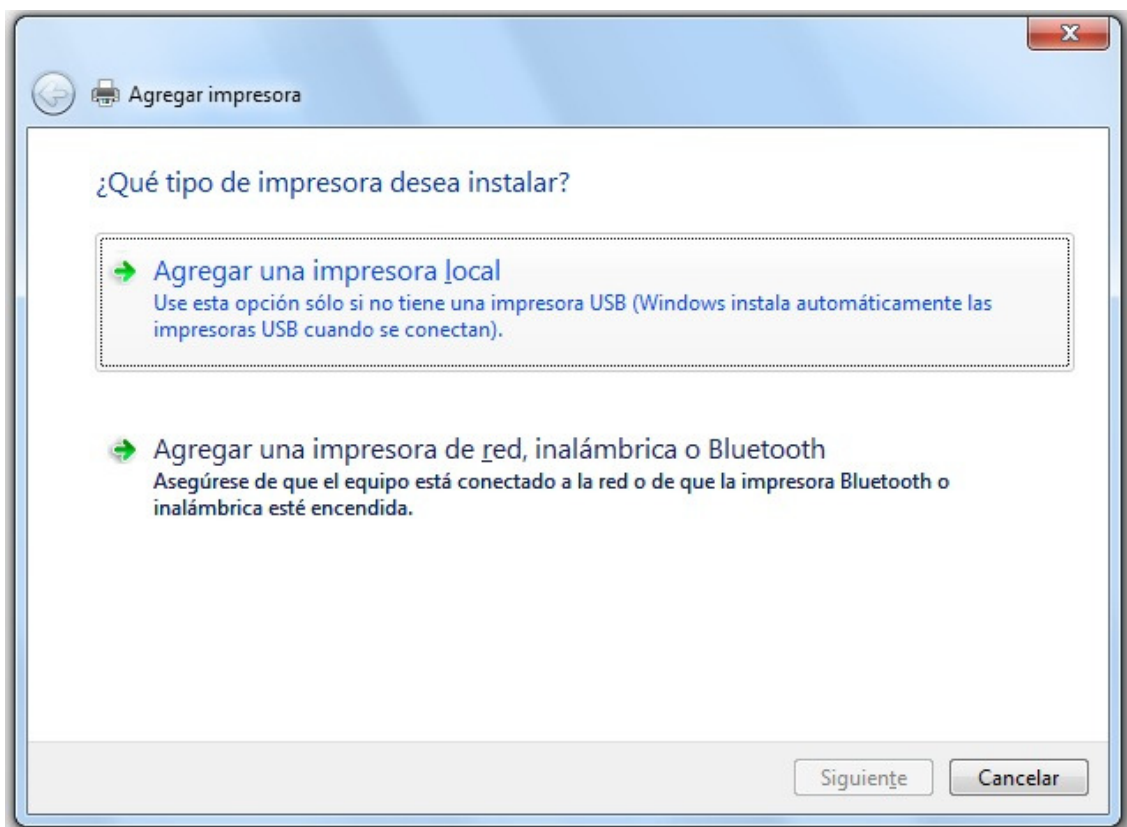 Agregar impresora
¿Qué tipo de impresora desea instalar?
Agregar una impresora local
Use esta opción sólo si no tiene una impresora USB (Windows instala automáticamente las
impresoras USB cuando se conectan).
Agregar una impresora de red, inalámbrica o Bluetooth
Asegúrese de que el equipo está conectado a la red o de que la impresora Bluetooth o
inalámbrica esté encendida.
Siguiente
Cancelar